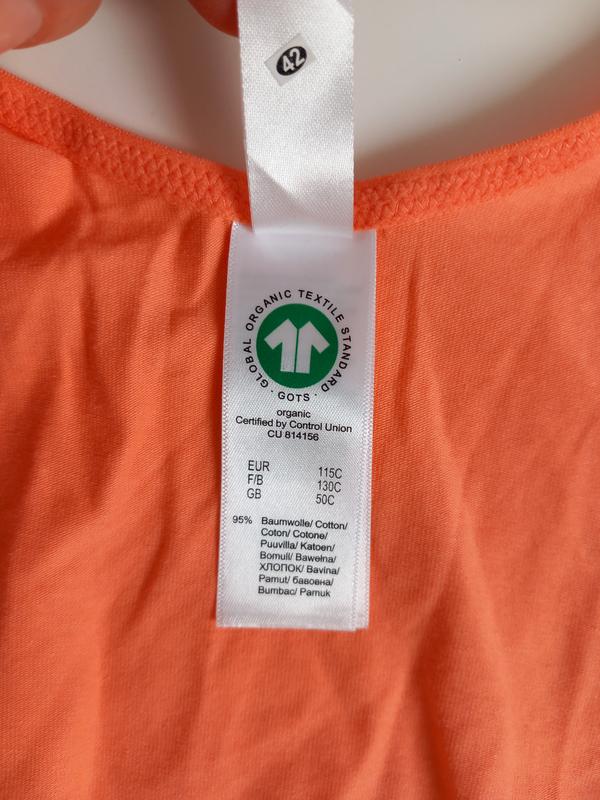 42
GLOBAL ORGANIC TEXTILE STANDARD · GOTS ·
organic
Certified by Control Union
CU 814156
EUR 115C
F/B 130C
GB 50C
95% Baumwolle/ Cotton/
Coton/ Cotone/
Puuvilla/ Katoen/
Bomull/ Bawełna/
ХЛОПОК/ Bavlna/
Pamut/ бавовна/
Bumbac/ Pamuk